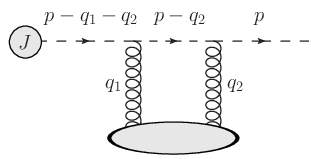 p − q₁ − q₂ p − q₂ p
J
q₁ q₂